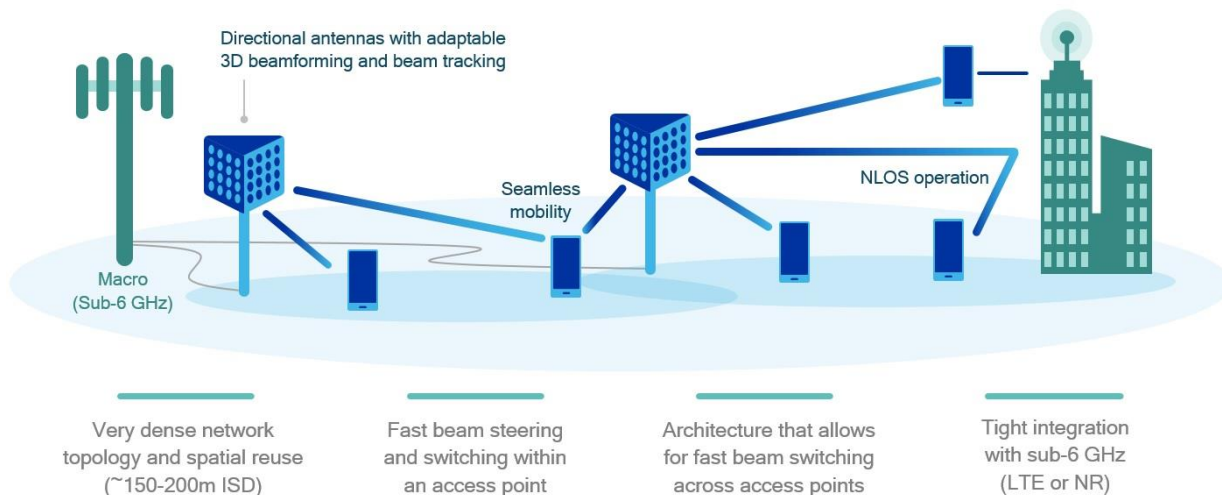 Directional antennas with adaptable
3D beamforming and beam tracking
Seamless
mobility
NLOS operation
Macro
(Sub-6 GHz)
Very dense network
topology and spatial reuse
(~150-200m ISD)
Fast beam steering
and switching within
an access point
Architecture that allows
for fast beam switching
across access points
Tight integration
with sub-6 GHz
(LTE or NR)